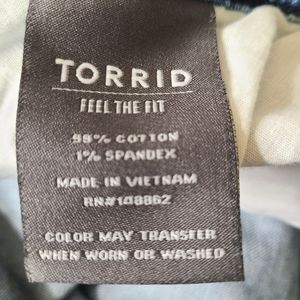 TORRID
FEEL THE FIT
99% COTTON
1% SPANDEX
MADE IN VIETNAM
RN#148862
COLOR MAY TRANSFER
WHEN WORN OR WASHED